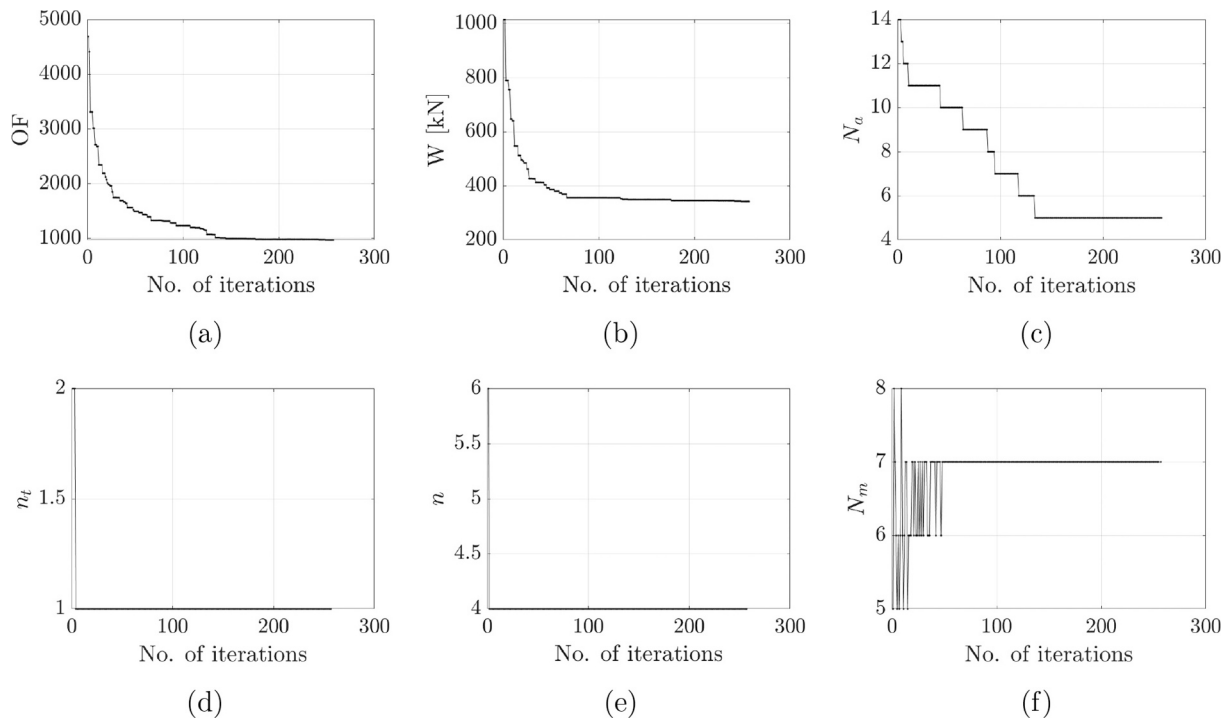 5000
4000
3000
2000
1000
OF
0
100
200
300
No. of iterations
(a)
1000
800
600
400
200
W [kN]
0
100
200
300
No. of iterations
(b)
14
12
10
8
6
4
N_a
0
100
200
300
No. of iterations
(c)
2
1.5
1
n_t
0
100
200
300
No. of iterations
(d)
6
5.5
5
4.5
4
n
0
100
200
300
No. of iterations
(e)
8
7
6
5
N_m
0
100
200
300
No. of iterations
(f)